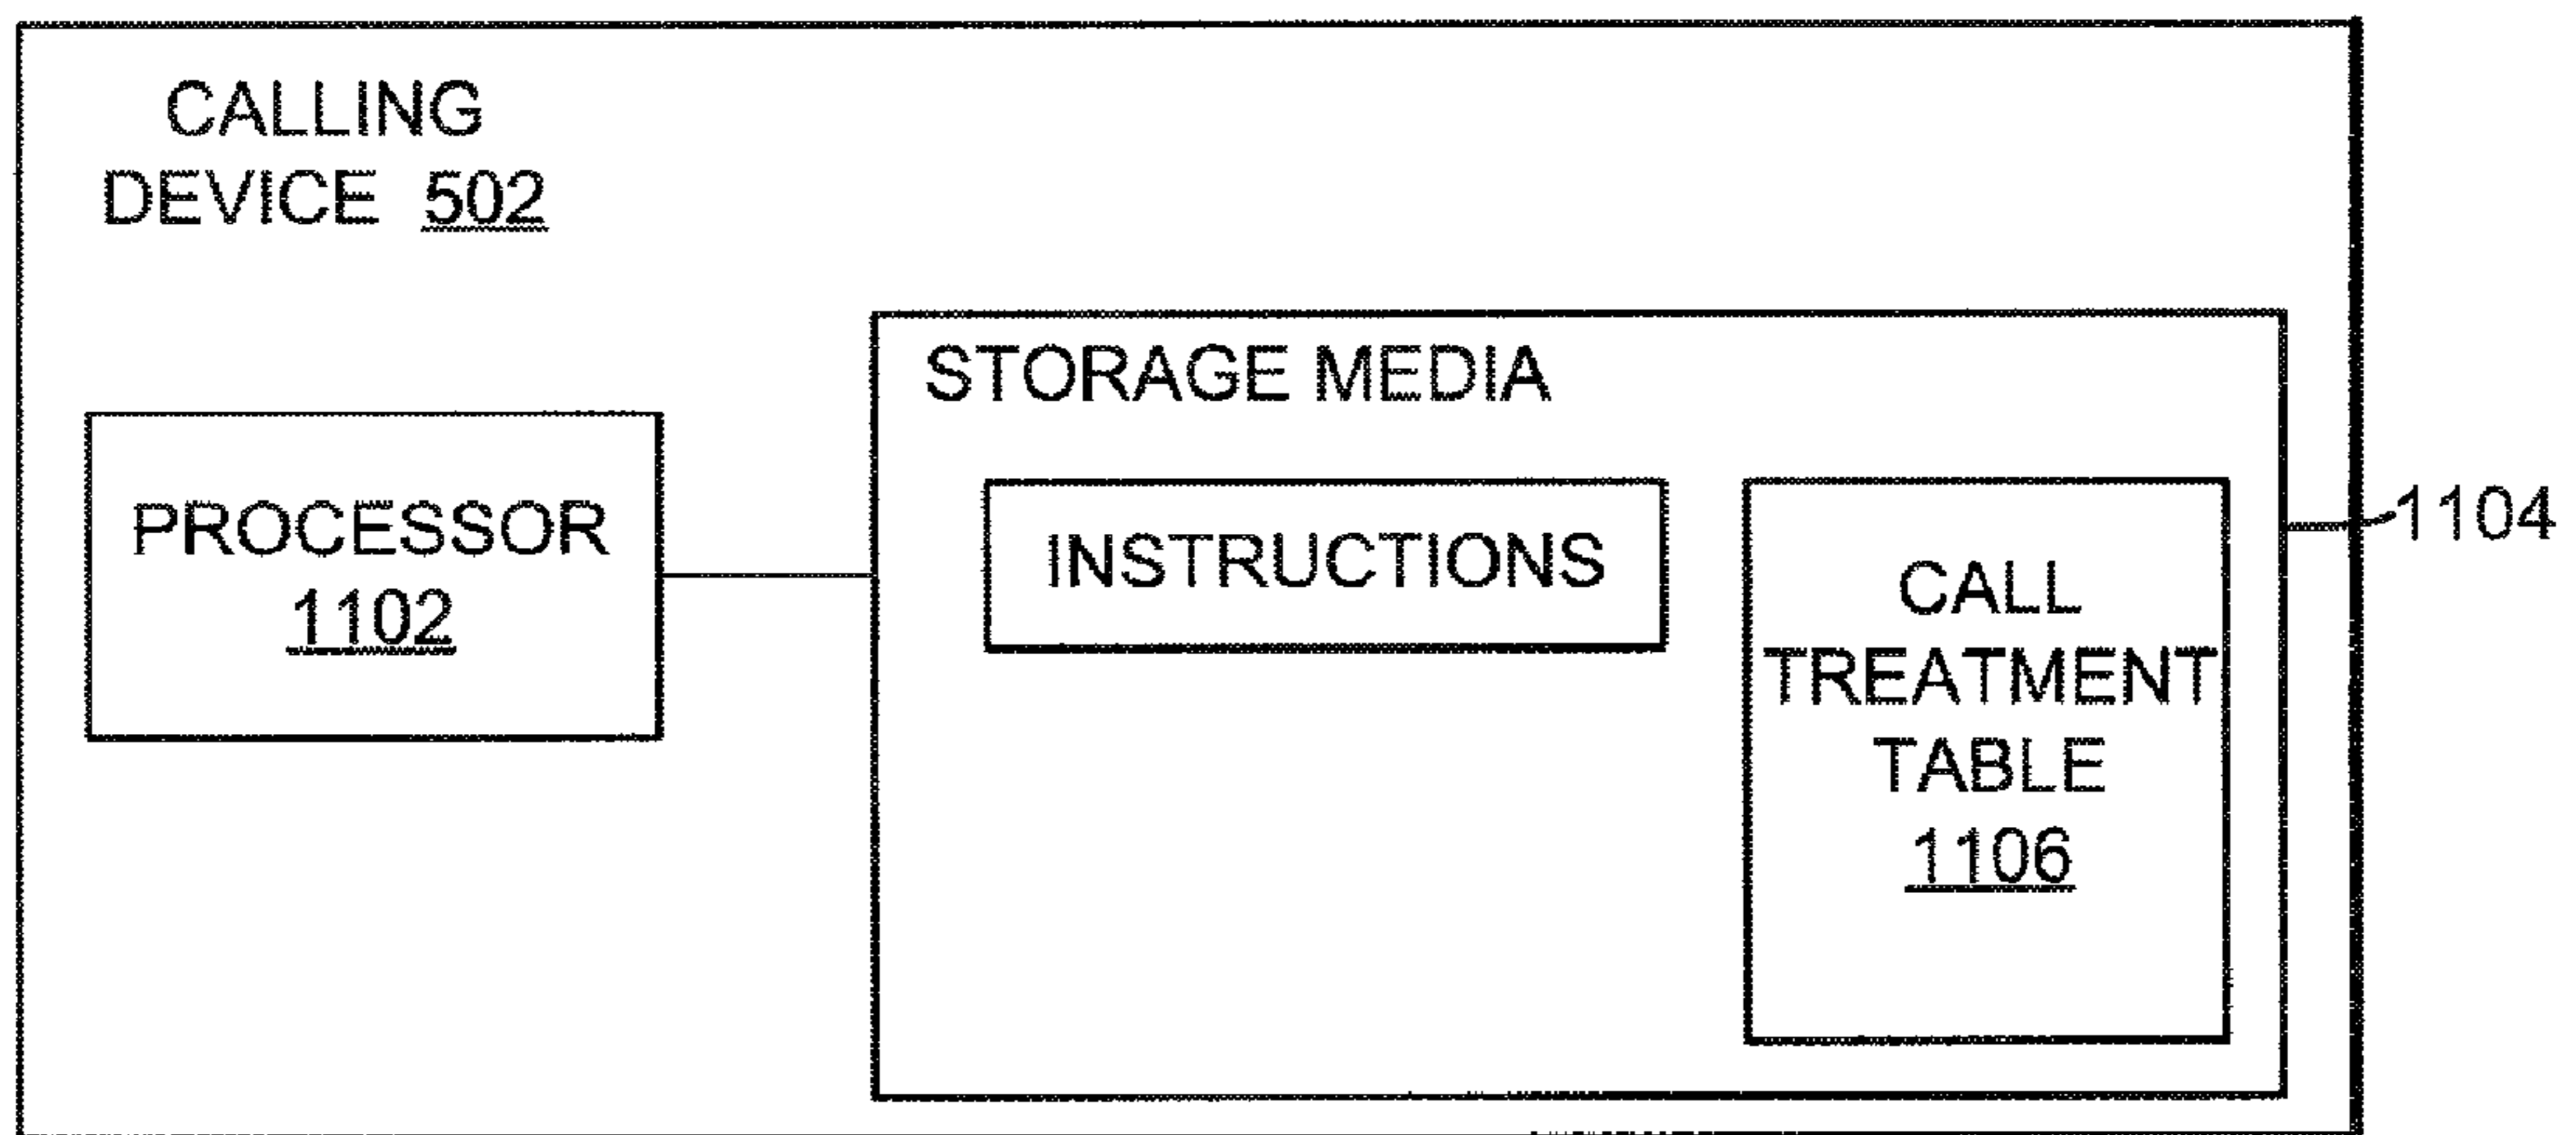 CALLING
DEVICE 502
STORAGE MEDIA
PROCESSOR
1102
INSTRUCTIONS
CALL
TREATMENT
TABLE
1106
1104